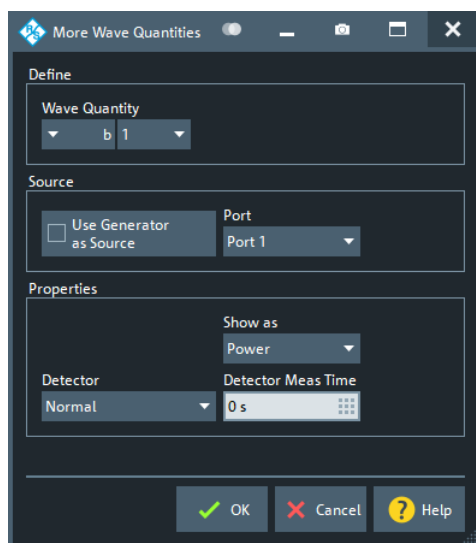 R&S More Wave Quantities
Define
Wave Quantity
b 1
Source
Use Generator
as Source
Port
Port 1
Properties
Show as
Power
Detector
Detector Meas Time
Normal
0 s
OK
Cancel
? Help